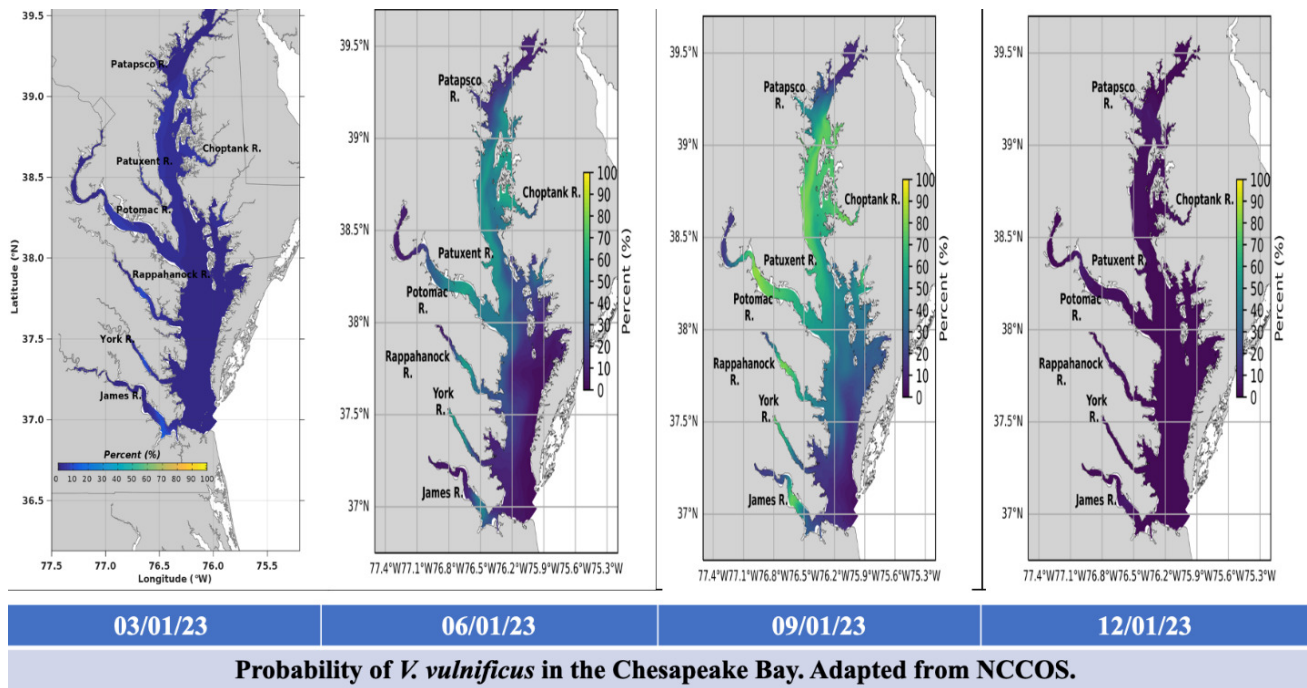 39.5
39.0
38.5
38.0
37.5
37.0
36.5
Latitude (°N)
Patapsco R.
Choptank R.
Patuxent R.
Potomac R.
Rappahanock R.
York R.
James R.
Percent (%)
0 10 20 30 40 50 60 70 80 90 100
77.5 77.0 76.5 76.0 75.5
Longitude (°W)
39.5°N
39°N
38.5°N
38°N
37.5°N
37°N
Patapsco
R.
Choptank R.
Patuxent R.
Potomac
R.
Rappahanock
R.
York
R.
James R.
100
90
80
70
60
50
40
30
20
10
0
Percent (%)
77.4°W77.1°W76.8°W76.5°W76.2°W75.9°W75.6°W75.3°W
39.5°N
39°N
38.5°N
38°N
37.5°N
37°N
Patapsco
R.
Choptank R.
Patuxent R.
Potomac
R.
Rappahanock
R.
York
R.
James R.
100
90
80
70
60
50
40
30
20
10
0
Percent (%)
77.4°W77.1°W76.8°W76.5°W76.2°W75.9°W75.6°W75.3°W
39.5°N
39°N
38.5°N
38°N
37.5°N
37°N
Patapsco
R.
Choptank R.
Patuxent R.
Potomac
R.
Rappahanock
R.
York
R.
James R.
100
90
80
70
60
50
40
30
20
10
0
Percent (%)
77.4°W77.1°W76.8°W76.5°W76.2°W75.9°W75.6°W75.3°W
03/01/23
06/01/23
09/01/23
12/01/23
Probability of V. vulnificus in the Chesapeake Bay. Adapted from NCCOS.